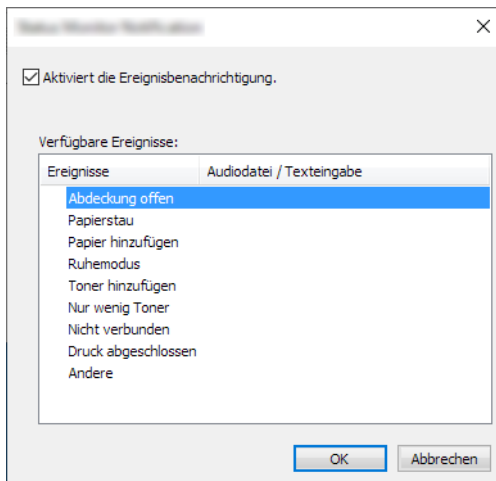 Aktiviert die Ereignisbenachrichtigung.
Verfügbare Ereignisse:
Ereignisse Audiodatei / Texteingabe
Abdeckung offen
Papierstau
Papier hinzufügen
Ruhemodus
Toner hinzufügen
Nur wenig Toner
Nicht verbunden
Druck abgeschlossen
Andere
OK Abbrechen